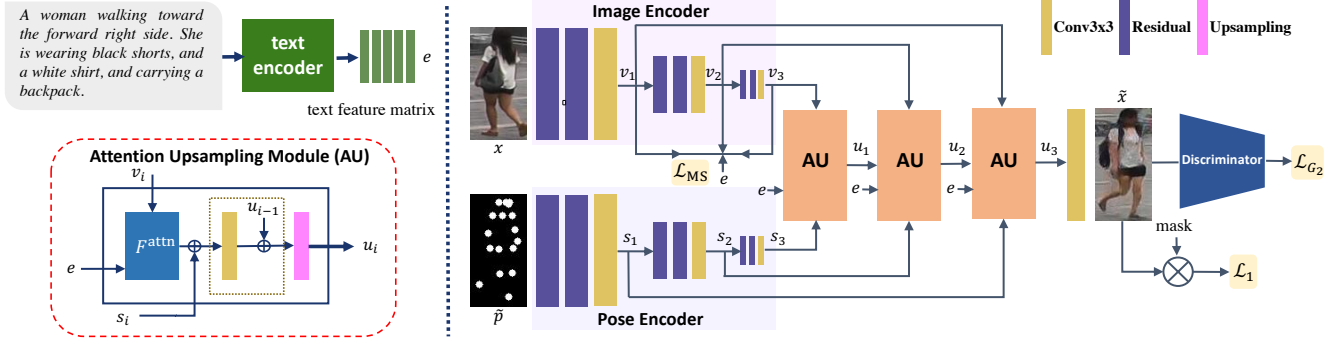 A woman walking toward
the forward right side. She
is wearing black shorts, and
a white shirt, and carrying a
backpack.
text
encoder
e
text feature matrix
Attention Upsampling Module (AU)
v_i
F^attn
u_{i−1}
u_i
e
s_i
Image Encoder
Conv3x3
Residual
Upsampling
x
v_1
v_2
v_3
ℒ_MS
e
AU
AU
AU
u_1
u_2
u_3
e
e
e
x̃
Discriminator
ℒ_{G_2}
mask
ℒ_1
s_1
s_2
s_3
p̃
Pose Encoder